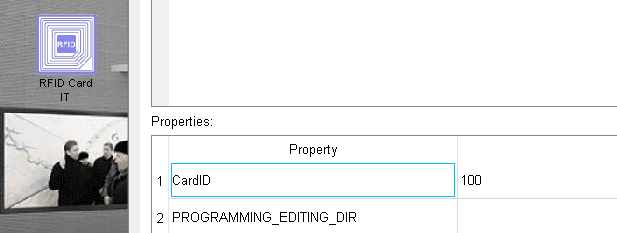 RFID
RFID Card
IT
Properties:
Property
1 CardID 100
2 PROGRAMMING_EDITING_DIR